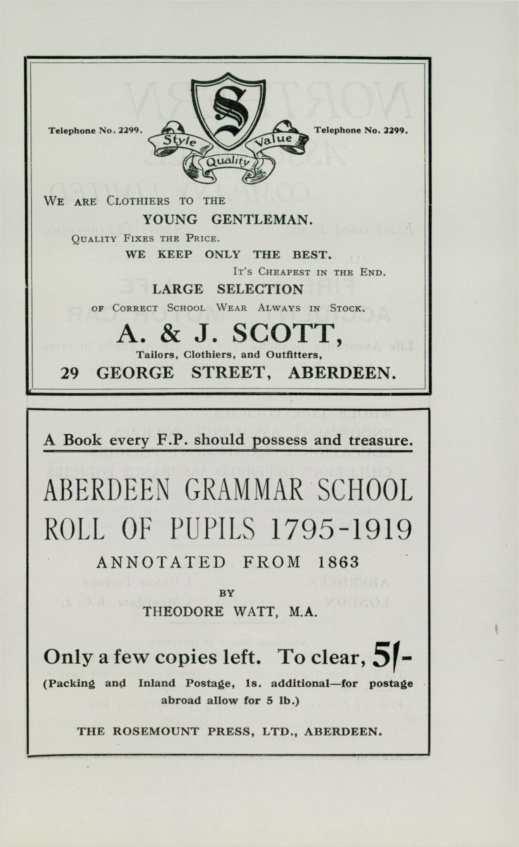 S
Telephone No. 2299.
Telephone No. 2299.
Style
Value
Quality
WE ARE CLOTHIERS TO THE
YOUNG GENTLEMAN.
QUALITY FIXES THE PRICE.
WE KEEP ONLY THE BEST.
IT'S CHEAPEST IN THE END.
LARGE SELECTION
OF CORRECT SCHOOL WEAR ALWAYS IN STOCK.
A. & J. SCOTT,
Tailors, Clothiers, and Outfitters,
29 GEORGE STREET, ABERDEEN.
A Book every F.P. should possess and treasure.
ABERDEEN GRAMMAR SCHOOL
ROLL OF PUPILS 1795-1919
ANNOTATED FROM 1863
BY
THEODORE WATT, M.A.
Only a few copies left. To clear, 5/-
(Packing and Inland Postage, 1s. additional—for postage
abroad allow for 5 lb.)
THE ROSEMOUNT PRESS, LTD., ABERDEEN.